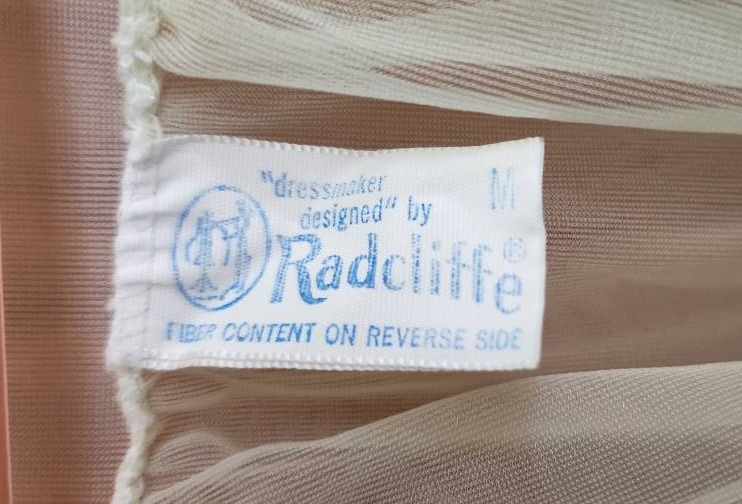 "dressmaker
designed" by
M
Radcliffe®
FIBER CONTENT ON REVERSE SIDE